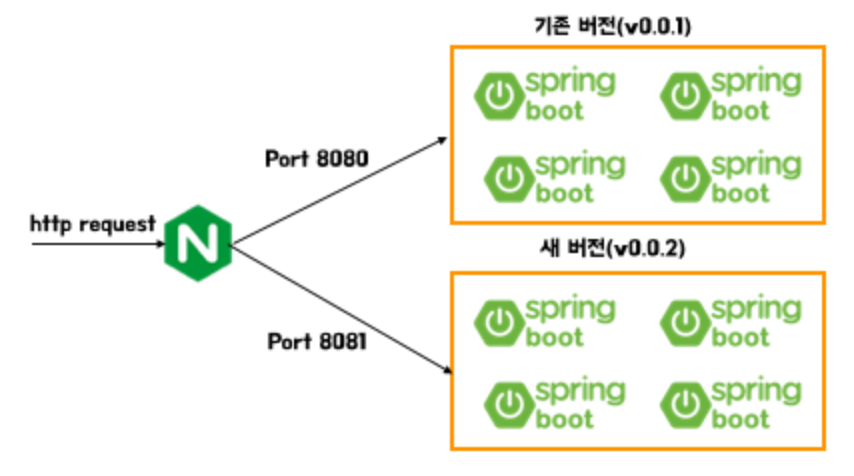 기존 버전(v0.0.1)
spring
boot
spring
boot
spring
boot
spring
boot
Port 8080
http request
N
새 버전(v0.0.2)
Port 8081
spring
boot
spring
boot
spring
boot
spring
boot